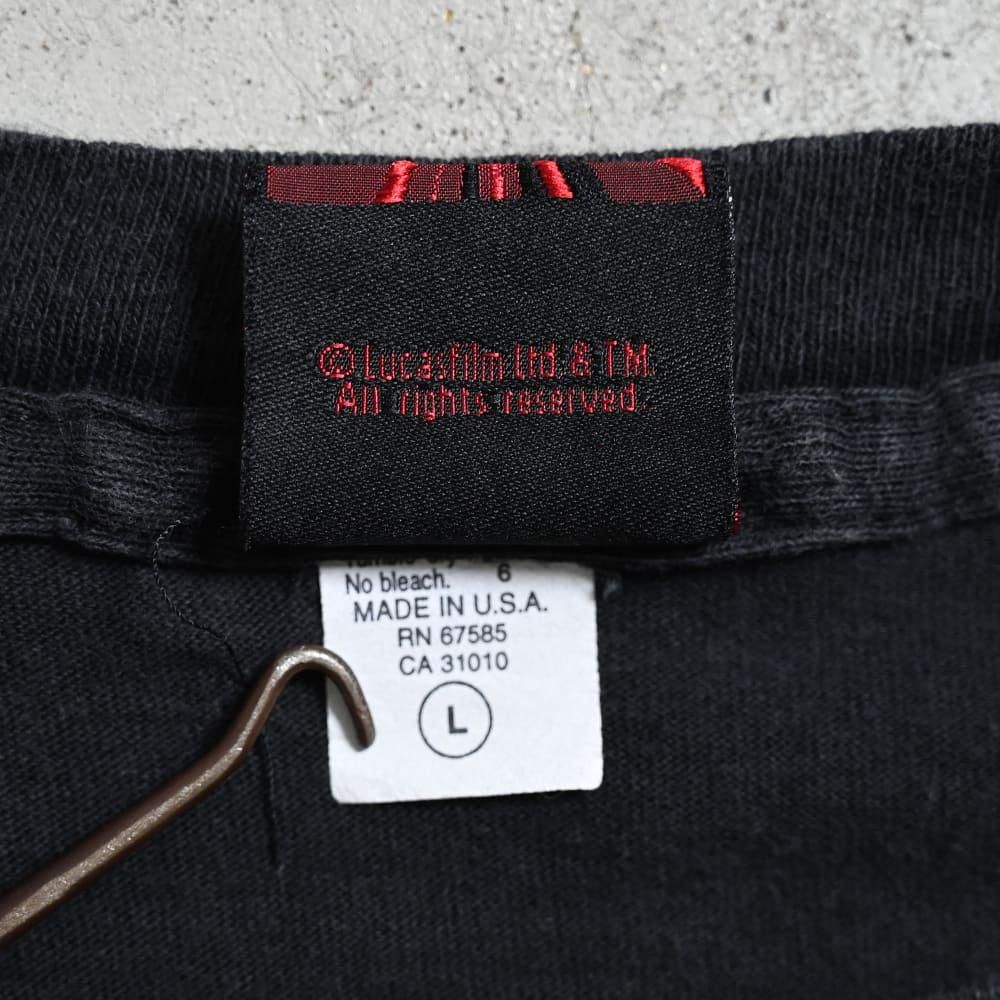 © Lucasfilm Ltd. & TM.
All rights reserved.
No bleach. 6
MADE IN U.S.A.
RN 67585
CA 31010
L